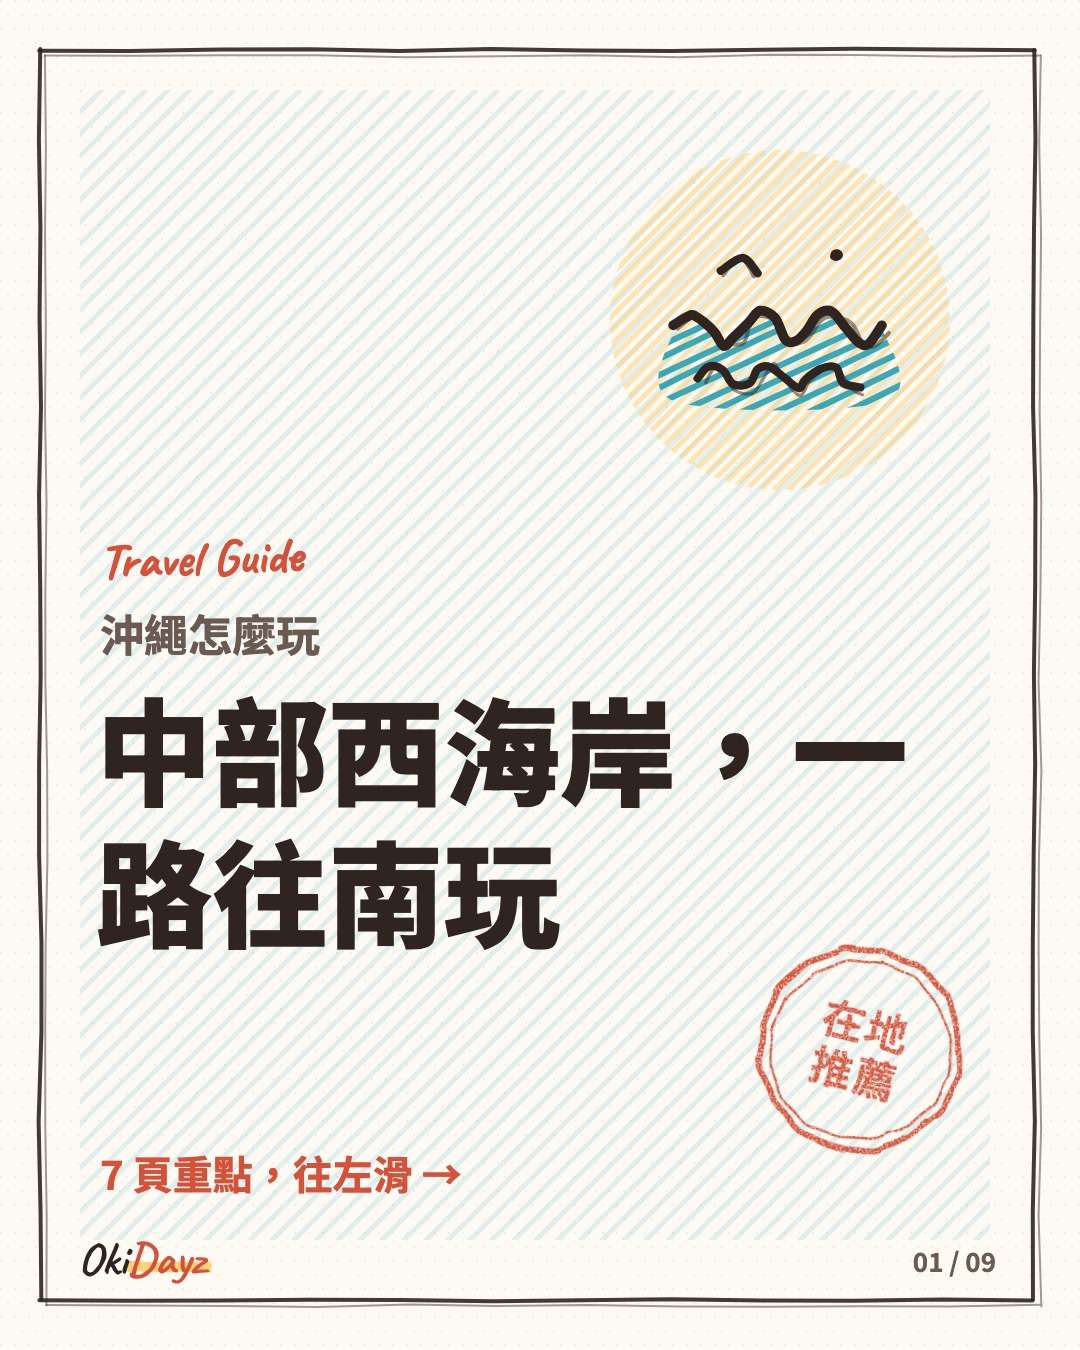 Travel Guide
沖繩怎麼玩
中部西海岸，一
路往南玩
在地
推薦
7 頁重點，往左滑 →
OkiDayz
01 / 09